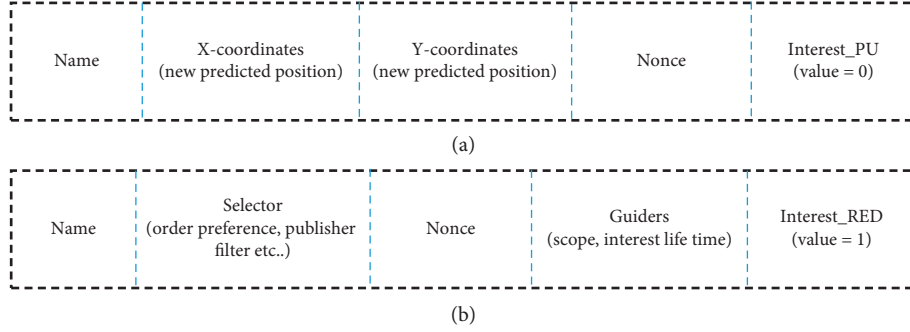 Name
X-coordinates
(new predicted position)
Y-coordinates
(new predicted position)
Nonce
Interest_PU
(value = 0)
(a)
Name
Selector
(order preference, publisher
filter etc..)
Nonce
Guiders
(scope, interest life time)
Interest_RED
(value = 1)
(b)